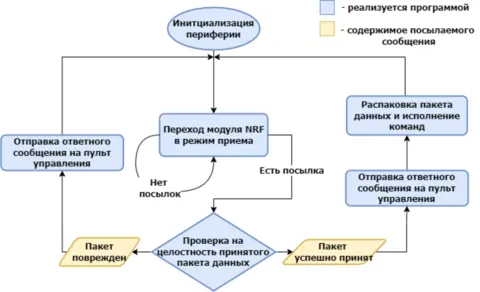 Инитциализация
периферии
- реализуется программой
- содержимое посылаемого
сообщения
Отправка ответного
сообщения на пульт
управления
Переход модуля NRF
в режим приема
Распаковка пакета
данных и исполнение
команд
Нет
посылок
Есть посылка
Отправка ответного
сообщения на пульт
управления
Пакет
поврежден
Проверка на
целостность принятого
пакета данных
Пакет
успешно принят